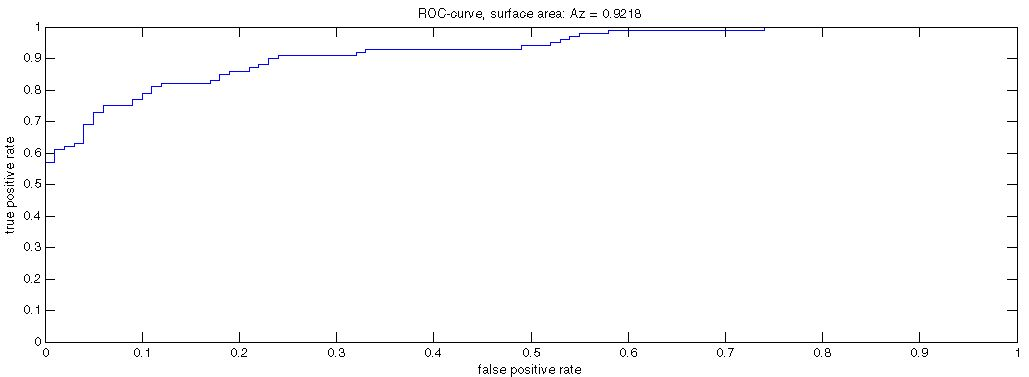 ROC-curve, surface area: Az = 0.9218
1
0.9
0.8
0.7
0.6
0.5
0.4
0.3
0.2
0.1
0
true positive rate
0 0.1 0.2 0.3 0.4 0.5 0.6 0.7 0.8 0.9 1
false positive rate